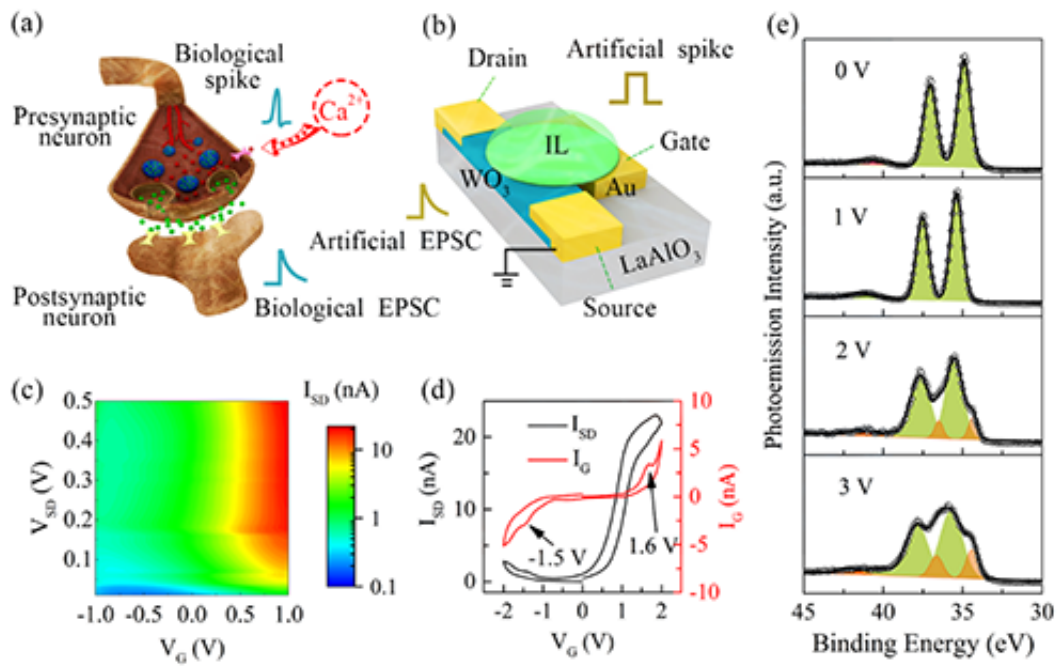 (a)
Biological
spike
Ca2+
Presynaptic
neuron
Postsynaptic
neuron
Biological EPSC
(b)
Drain
Artificial spike
IL
Gate
WO3
Au
Artificial EPSC
LaAlO3
Source
(c)
ISD (nA)
VSD (V)
0.5
0.4
0.3
0.2
0.1
-1.0
-0.5
0.0
0.5
1.0
VG (V)
10
1
0.1
(d)
ISD
IG
ISD (nA)
20
10
0
-1.5 V
1.6 V
-2
-1
0
1
2
VG (V)
10
5
0
-5
-10
IG (nA)
(e)
Photoemission Intensity (a.u.)
0 V
1 V
2 V
3 V
45
40
35
30
Binding Energy (eV)